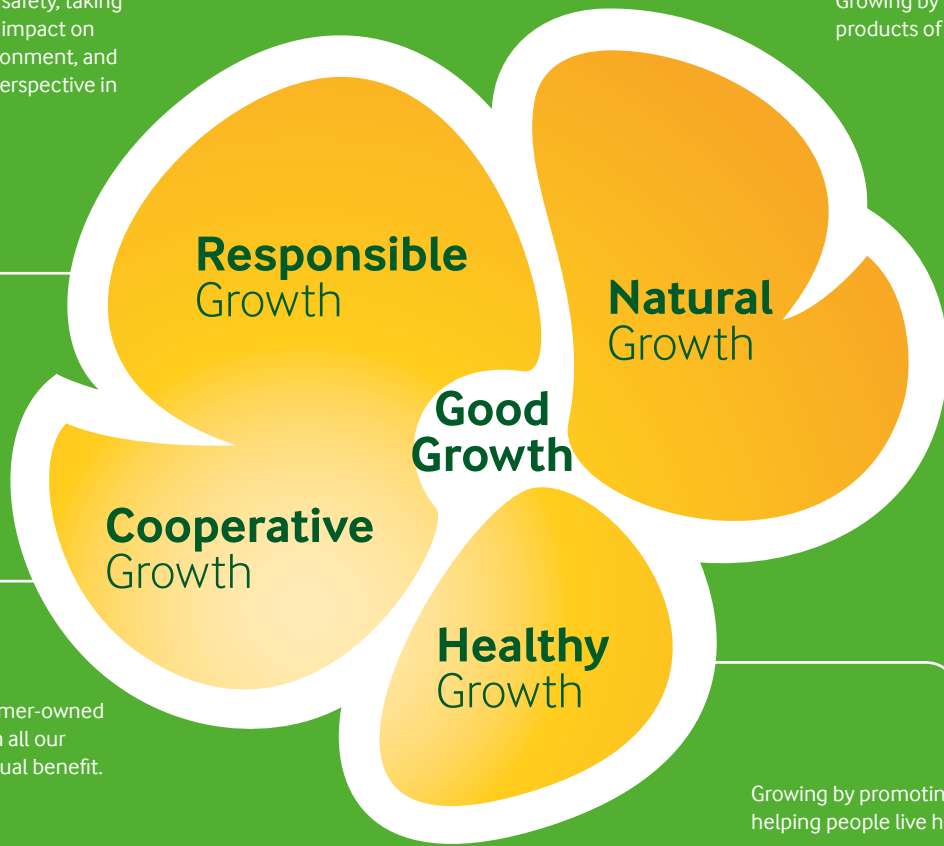 safety, taking
impact on
onment, and
erspective in
Growing by
products of
Responsible
Growth
Natural
Growth
Good
Growth
Cooperative
Growth
Healthy
Growth
mer-owned
all our
ual benefit.
Growing by promotin
helping people live h